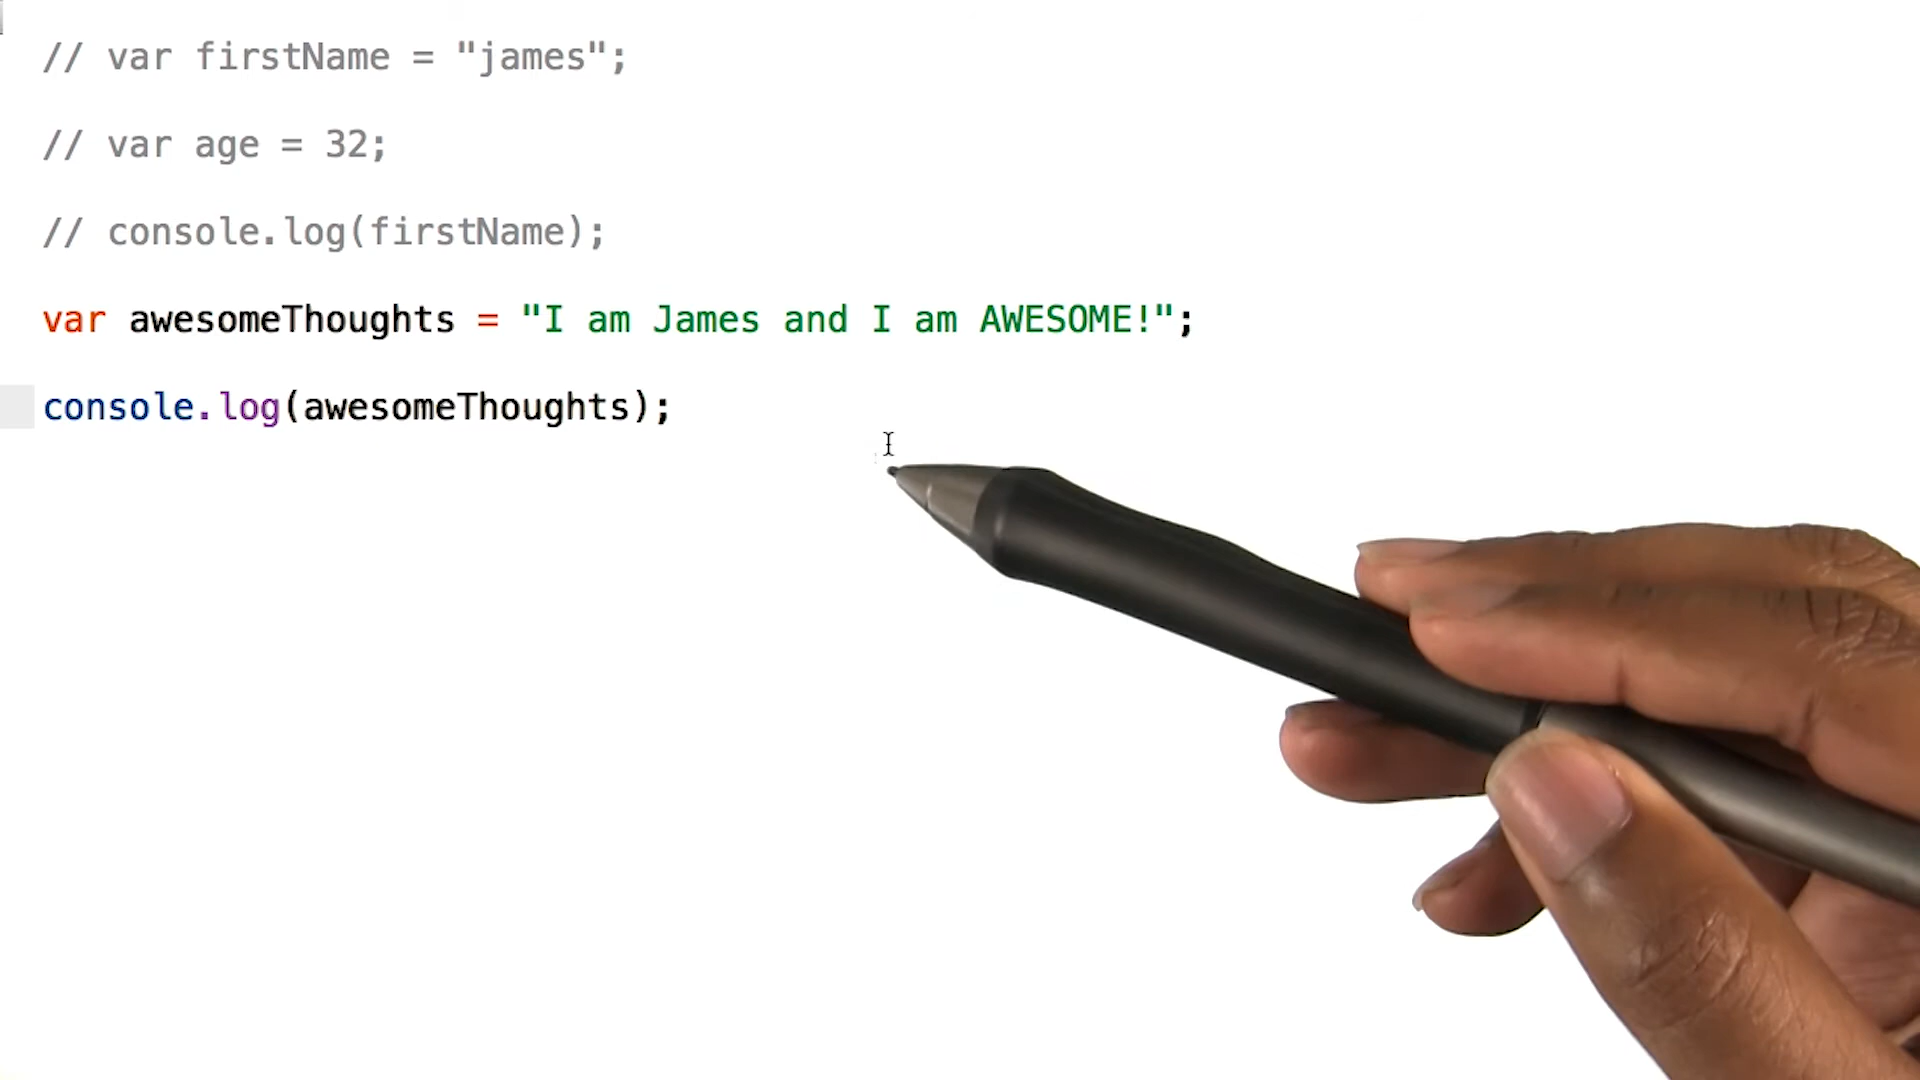 // var firstName = "james";
// var age = 32;
// console.log(firstName);
var awesomeThoughts = "I am James and I am AWESOME!";
console.log(awesomeThoughts);